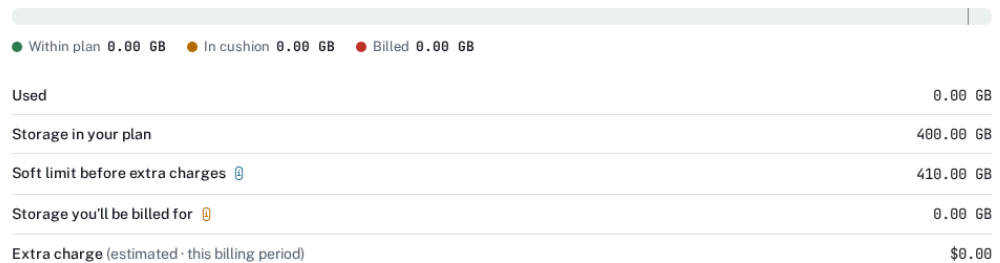 Within plan 0.00 GB In cushion 0.00 GB Billed 0.00 GB
Used 0.00 GB
Storage in your plan 400.00 GB
Soft limit before extra charges i 410.00 GB
Storage you'll be billed for i 0.00 GB
Extra charge (estimated · this billing period) $0.00